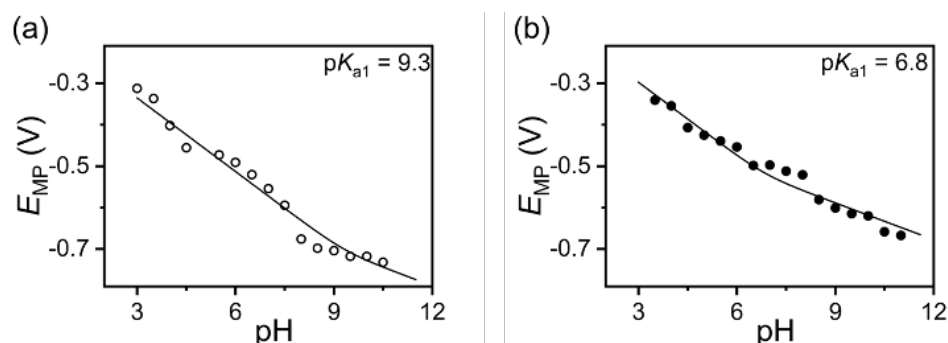 (a)
pKa1 = 9.3
EMP (V)
-0.3
-0.5
-0.7
3
6
9
12
pH
(b)
pKa1 = 6.8
EMP (V)
-0.3
-0.5
-0.7
3
6
9
12
pH